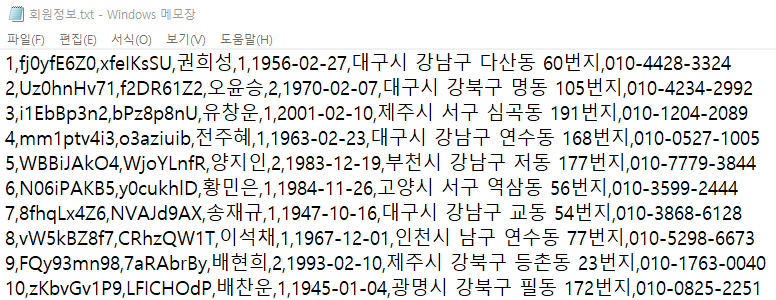 회원정보.txt - Windows 메모장
파일(F) 편집(E) 서식(O) 보기(V) 도움말(H)
1,fj0yfE6Z0,xfeIKsSU,권희성,1,1956-02-27,대구시 강남구 다산동 60번지,010-4428-3324
2,Uz0hnHv71,f2DR61Z2,오윤승,2,1970-02-07,대구시 강북구 명동 105번지,010-4234-2992
3,i1EbBp3n2,bPz8p8nU,유창운,1,2001-02-10,제주시 서구 심곡동 191번지,010-1204-2089
4,mm1ptv4i3,o3aziuib,전주혜,1,1963-02-23,대구시 강남구 연수동 168번지,010-0527-1005
5,WBBiJAkO4,WjoYLnfR,양지인,2,1983-12-19,부천시 강남구 저동 177번지,010-7779-3844
6,N06iPAKB5,y0cukhID,황민은,1,1984-11-26,고양시 서구 역삼동 56번지,010-3599-2444
7,8fhqLx4Z6,NVAJd9AX,송재규,1,1947-10-16,대구시 강남구 교동 54번지,010-3868-6128
8,vW5kBZ8f7,CRhzQW1T,이석채,1,1967-12-01,인천시 남구 연수동 77번지,010-5298-6673
9,FQy93mn98,7aRAbrBy,배현희,2,1993-02-10,제주시 강북구 등촌동 23번지,010-1763-0040
10,zKbvGv1P9,LFICHOdP,배찬운,1,1945-01-04,광명시 강북구 필동 172번지,010-0825-2251